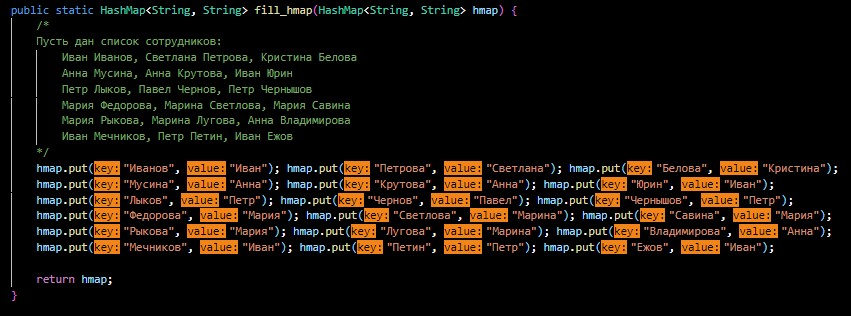 public static HashMap<String, String> fill_hmap(HashMap<String, String> hmap) {
/*
Пусть дан список сотрудников:
Иван Иванов, Светлана Петрова, Кристина Белова
Анна Мусина, Анна Крутова, Иван Юрин
Петр Лыков, Павел Чернов, Петр Чернышов
Мария Федорова, Марина Светлова, Мария Савина
Мария Рыкова, Марина Лугова, Анна Владимирова
Иван Мечников, Петр Петин, Иван Ежов
*/
hmap.put(key: "Иванов", value: "Иван"); hmap.put(key: "Петрова", value: "Светлана"); hmap.put(key: "Белова", value: "Кристина");
hmap.put(key: "Мусина", value: "Анна"); hmap.put(key: "Крутова", value: "Анна"); hmap.put(key: "Юрин", value: "Иван");
hmap.put(key: "Лыков", value: "Петр"); hmap.put(key: "Чернов", value: "Павел"); hmap.put(key: "Чернышов", value: "Петр");
hmap.put(key: "Федорова", value: "Мария"); hmap.put(key: "Светлова", value: "Марина"); hmap.put(key: "Савина", value: "Мария");
hmap.put(key: "Рыкова", value: "Мария"); hmap.put(key: "Лугова", value: "Марина"); hmap.put(key: "Владимирова", value: "Анна");
hmap.put(key: "Мечников", value: "Иван"); hmap.put(key: "Петин", value: "Петр"); hmap.put(key: "Ежов", value: "Иван");
return hmap;
}